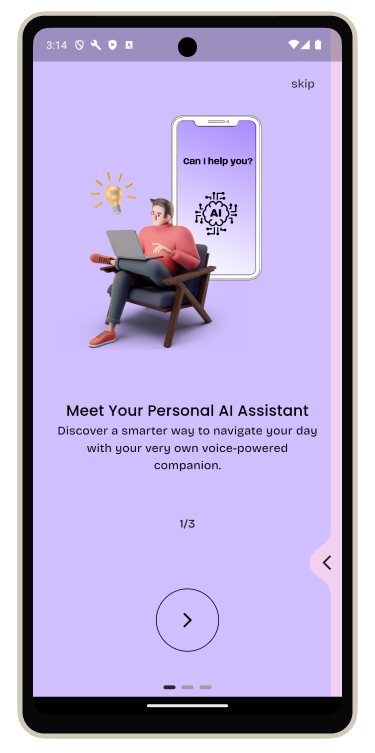 3:14
skip
Can I help you?
AI
Meet Your Personal AI Assistant
Discover a smarter way to navigate your day
with your very own voice-powered
companion.
1/3